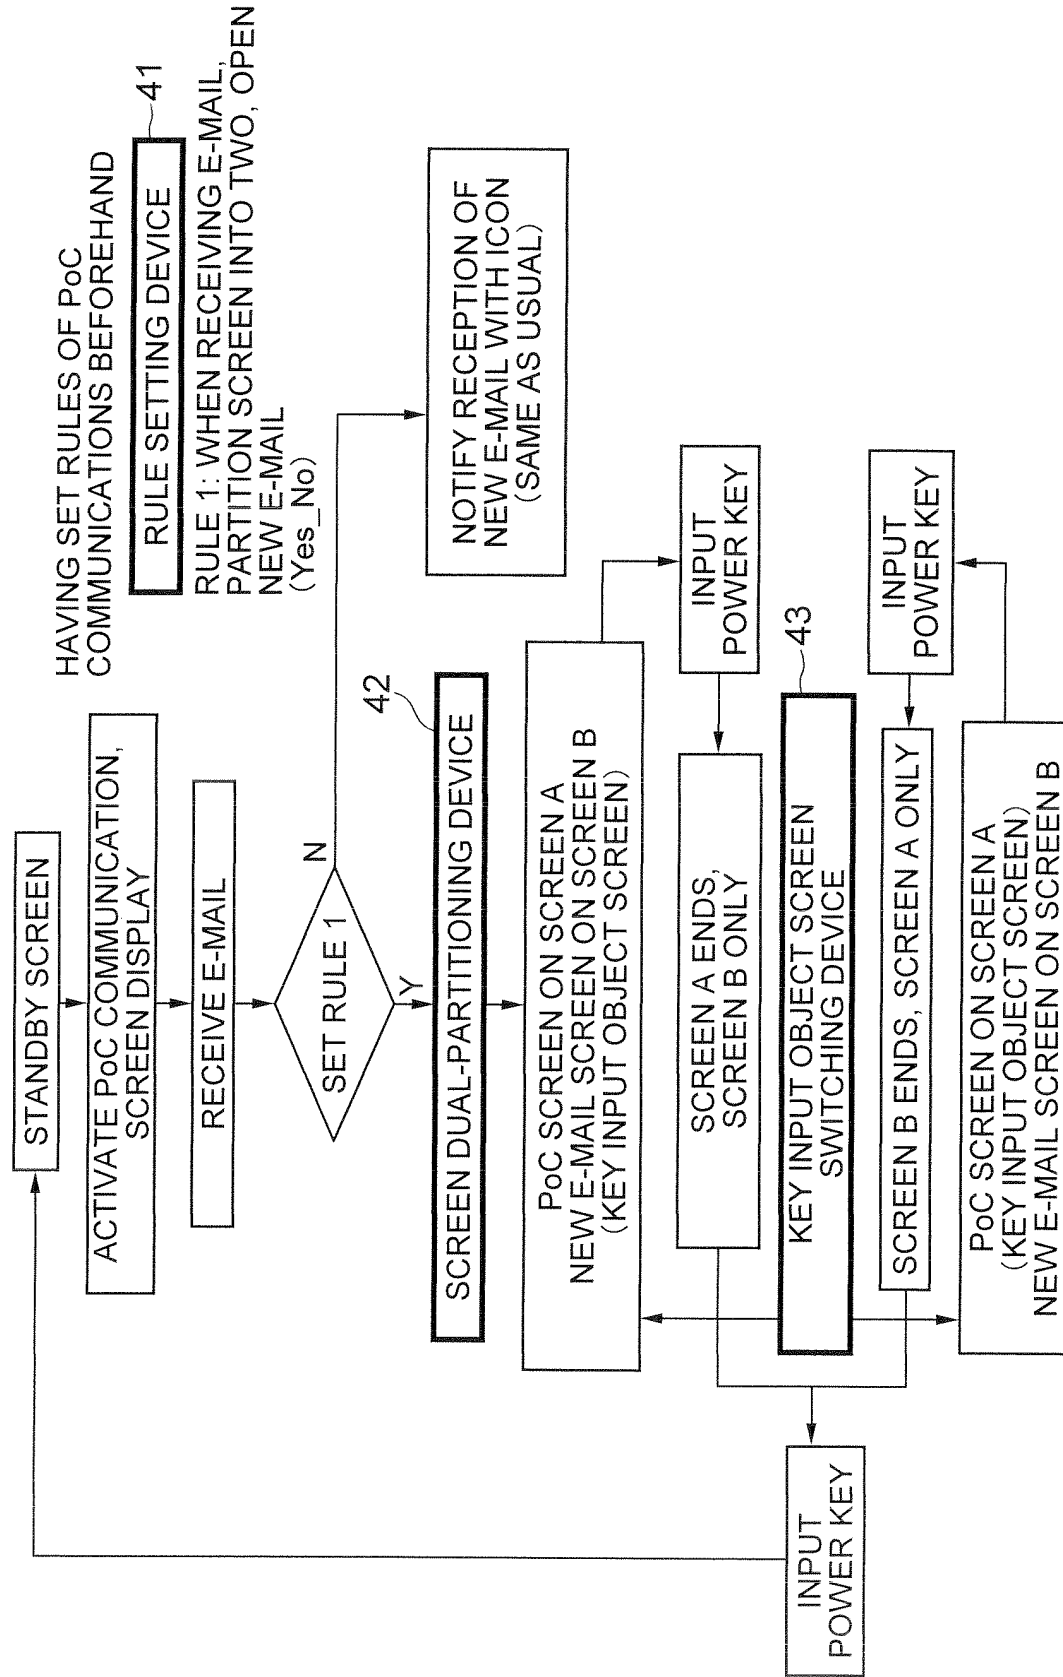 HAVING SET RULES OF PoC
COMMUNICATIONS BEFOREHAND
RULE SETTING DEVICE
41
RULE 1: WHEN RECEIVING E-MAIL,
PARTITION SCREEN INTO TWO, OPEN
NEW E-MAIL
(Yes_No)
STANDBY SCREEN
ACTIVATE PoC COMMUNICATION,
SCREEN DISPLAY
RECEIVE E-MAIL
SET RULE 1
N
Y
NOTIFY RECEPTION OF
NEW E-MAIL WITH ICON
(SAME AS USUAL)
42
SCREEN DUAL-PARTITIONING DEVICE
PoC SCREEN ON SCREEN A
NEW E-MAIL SCREEN ON SCREEN B
(KEY INPUT OBJECT SCREEN)
INPUT
POWER KEY
SCREEN A ENDS,
SCREEN B ONLY
43
KEY INPUT OBJECT SCREEN
SWITCHING DEVICE
INPUT
POWER KEY
INPUT
POWER KEY
SCREEN B ENDS, SCREEN A ONLY
PoC SCREEN ON SCREEN A
(KEY INPUT OBJECT SCREEN)
NEW E-MAIL SCREEN ON SCREEN B